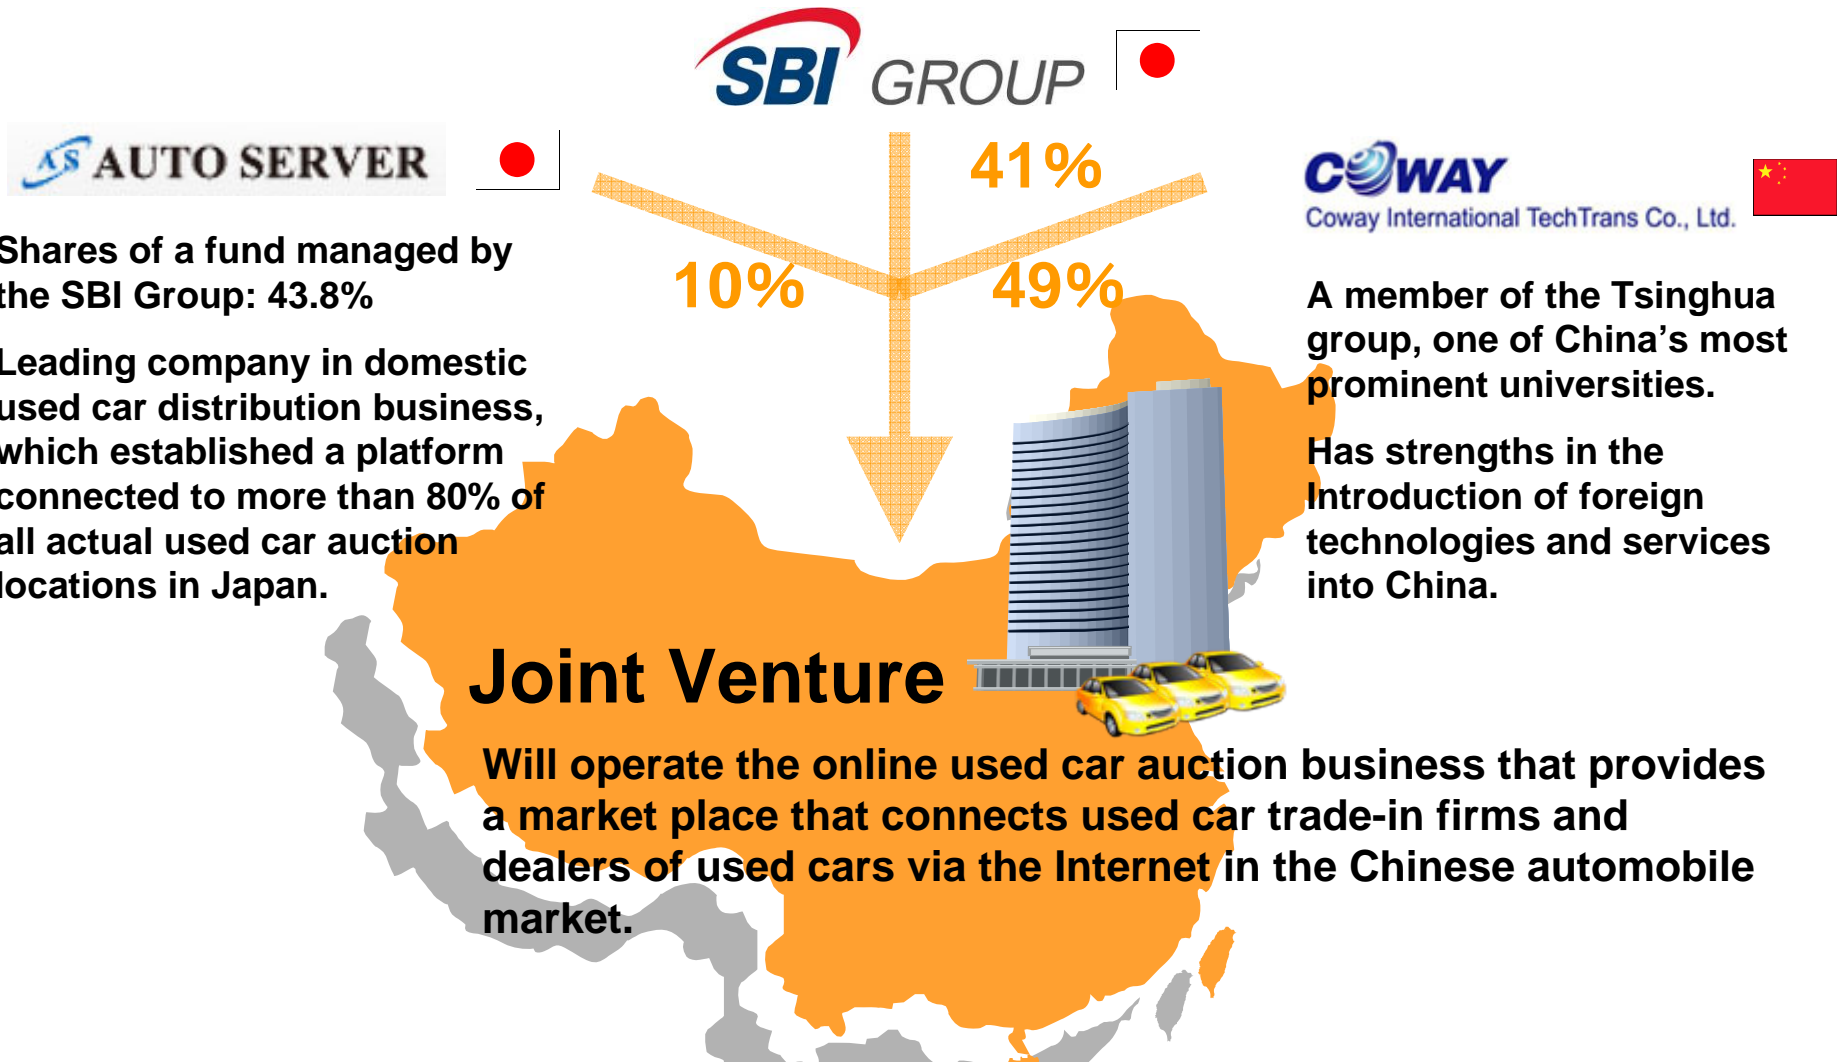 SBI GROUP
AS AUTO SERVER
Shares of a fund managed by
the SBI Group: 43.8%
Leading company in domestic
used car distribution business,
which established a platform
connected to more than 80% of
all actual used car auction
locations in Japan.
41%
10%
49%
COWAY
Coway International TechTrans Co., Ltd.
A member of the Tsinghua
group, one of China’s most
prominent universities.
Has strengths in the
Introduction of foreign
technologies and services
into China.
Joint Venture
Will operate the online used car auction business that provides
a market place that connects used car trade-in firms and
dealers of used cars via the Internet in the Chinese automobile
market.